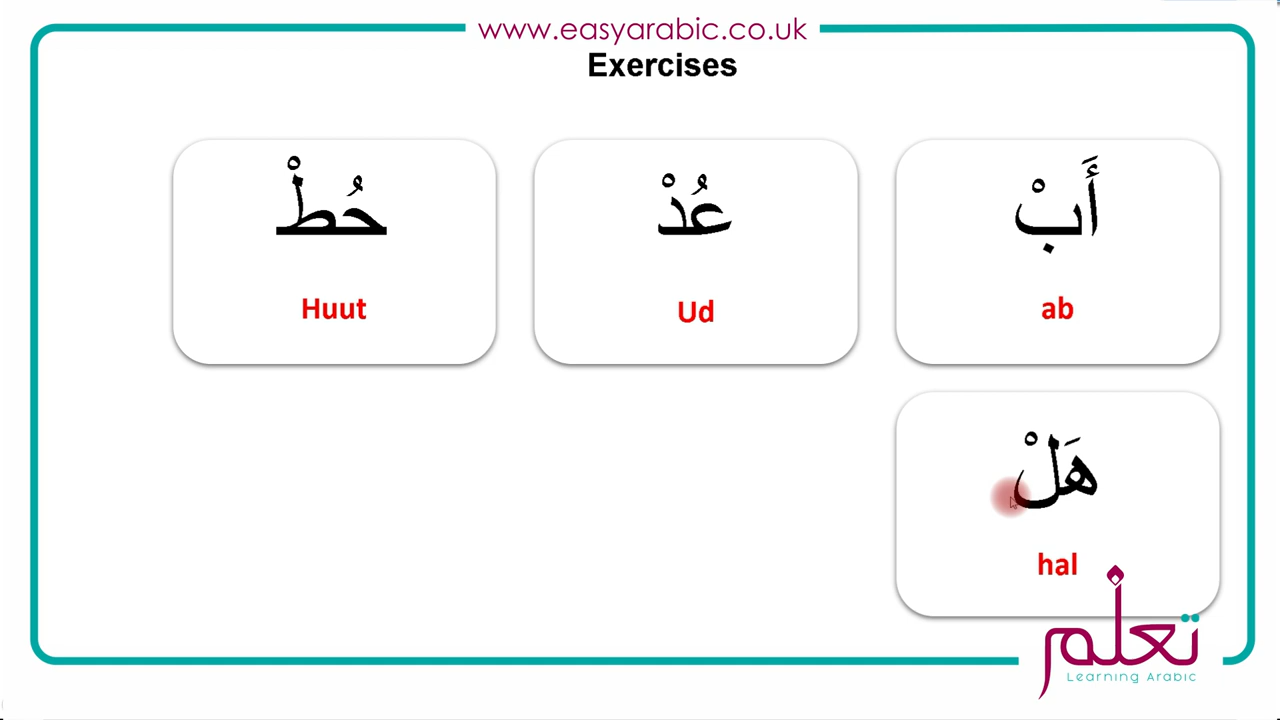 www.easyarabic.co.uk
Exercises
أَبْ
ab
عُدْ
Ud
حُطْ
Huut
هَلْ
hal
تعلم
Learning Arabic